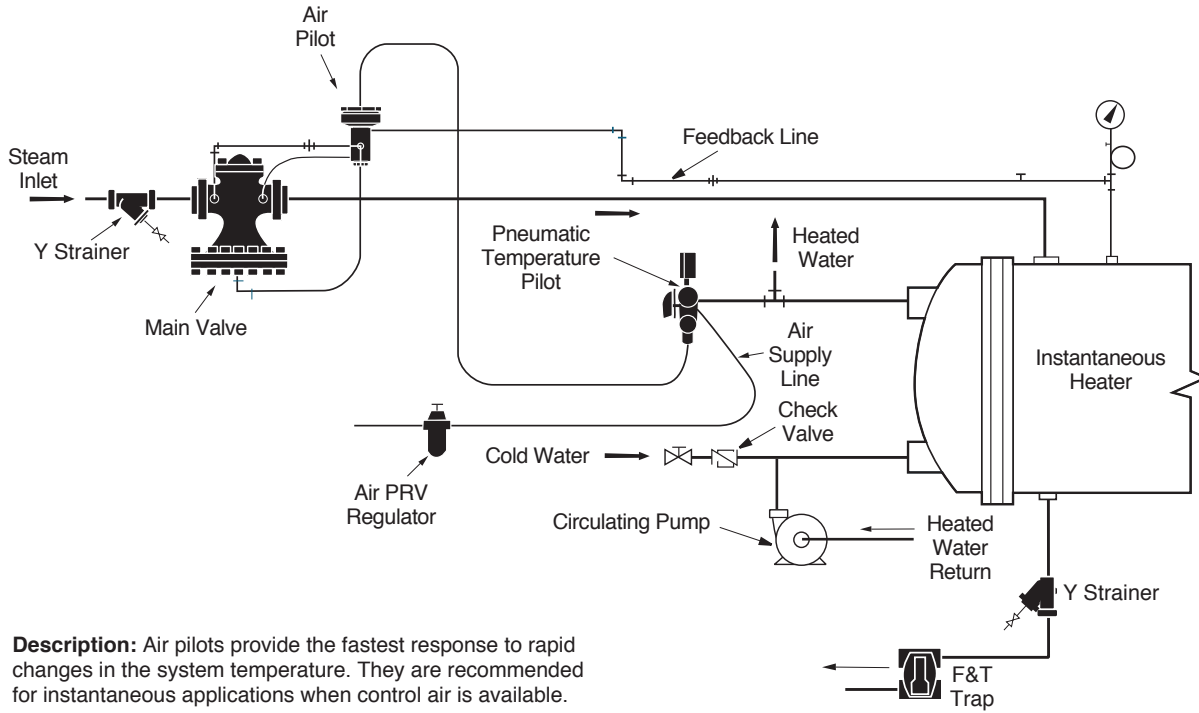 Air
Pilot
Steam
Inlet
Feedback Line
Y Strainer
Pneumatic
Temperature
Pilot
Heated
Water
Main Valve
Air
Supply
Line
Instantaneous
Heater
Check
Valve
Cold Water
Air PRV
Regulator
Circulating Pump
Heated
Water
Return
Y Strainer
Description: Air pilots provide the fastest response to rapid
changes in the system temperature. They are recommended
for instantaneous applications when control air is available.
F&T
Trap